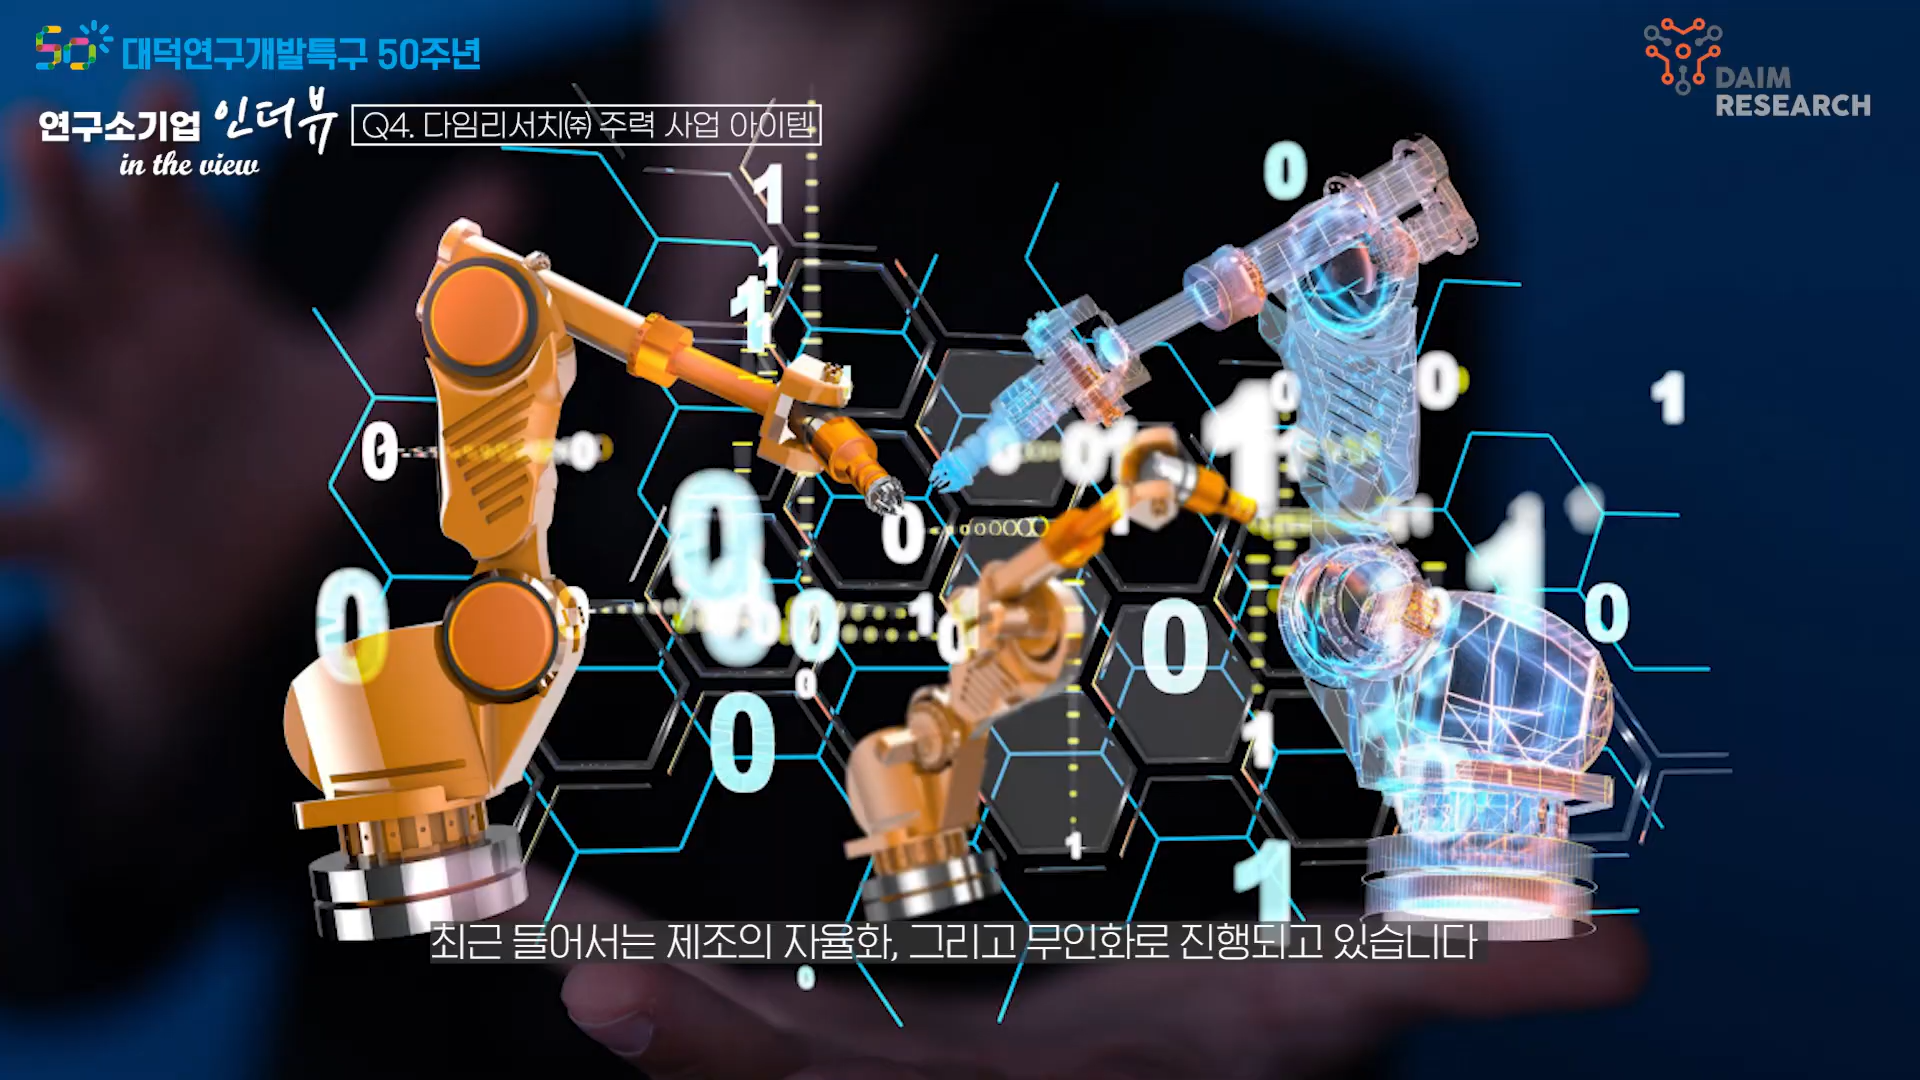 50 대덕연구개발특구 50주년
연구소기업 인더뷰
in the view
Q4. 다임리서치㈜ 주력 사업 아이템
DAIM
RESEARCH
최근 들어서는 제조의 자율화, 그리고 무인화로 진행되고 있습니다